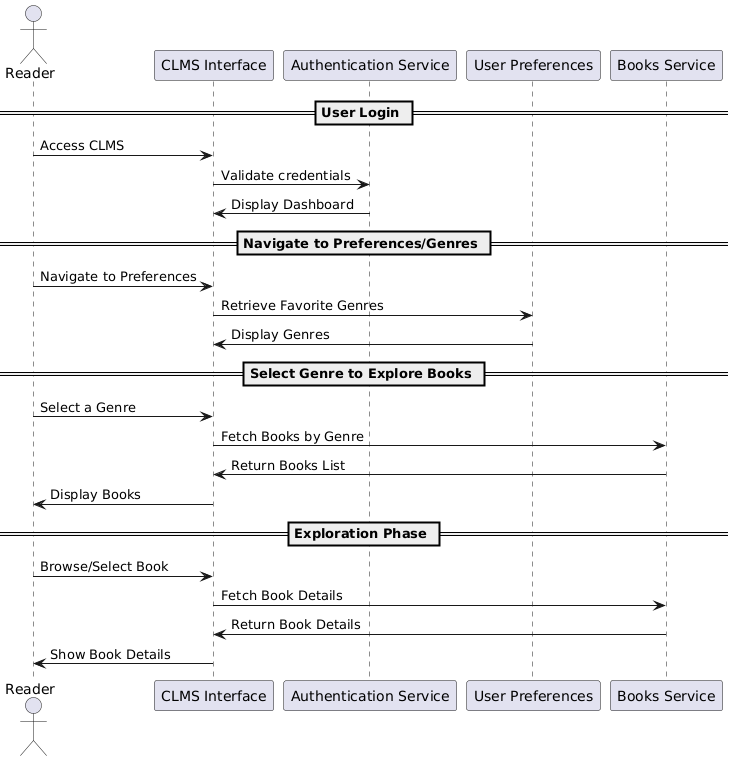 Reader
CLMS Interface
Authentication Service
User Preferences
Books Service
User Login
Access CLMS
Validate credentials
Display Dashboard
Navigate to Preferences/Genres
Navigate to Preferences
Retrieve Favorite Genres
Display Genres
Select Genre to Explore Books
Select a Genre
Fetch Books by Genre
Return Books List
Display Books
Exploration Phase
Browse/Select Book
Fetch Book Details
Return Book Details
Show Book Details
Reader
CLMS Interface
Authentication Service
User Preferences
Books Service